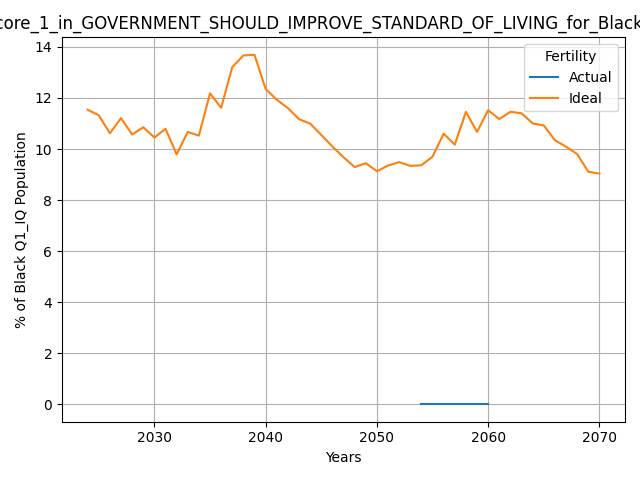 core_1_in_GOVERNMENT_SHOULD_IMPROVE_STANDARD_OF_LIVING_for_Black
Fertility
Actual
Ideal
% of Black Q1_IQ Population
14
12
10
8
6
4
2
0
2030 2040 2050 2060 2070
Years